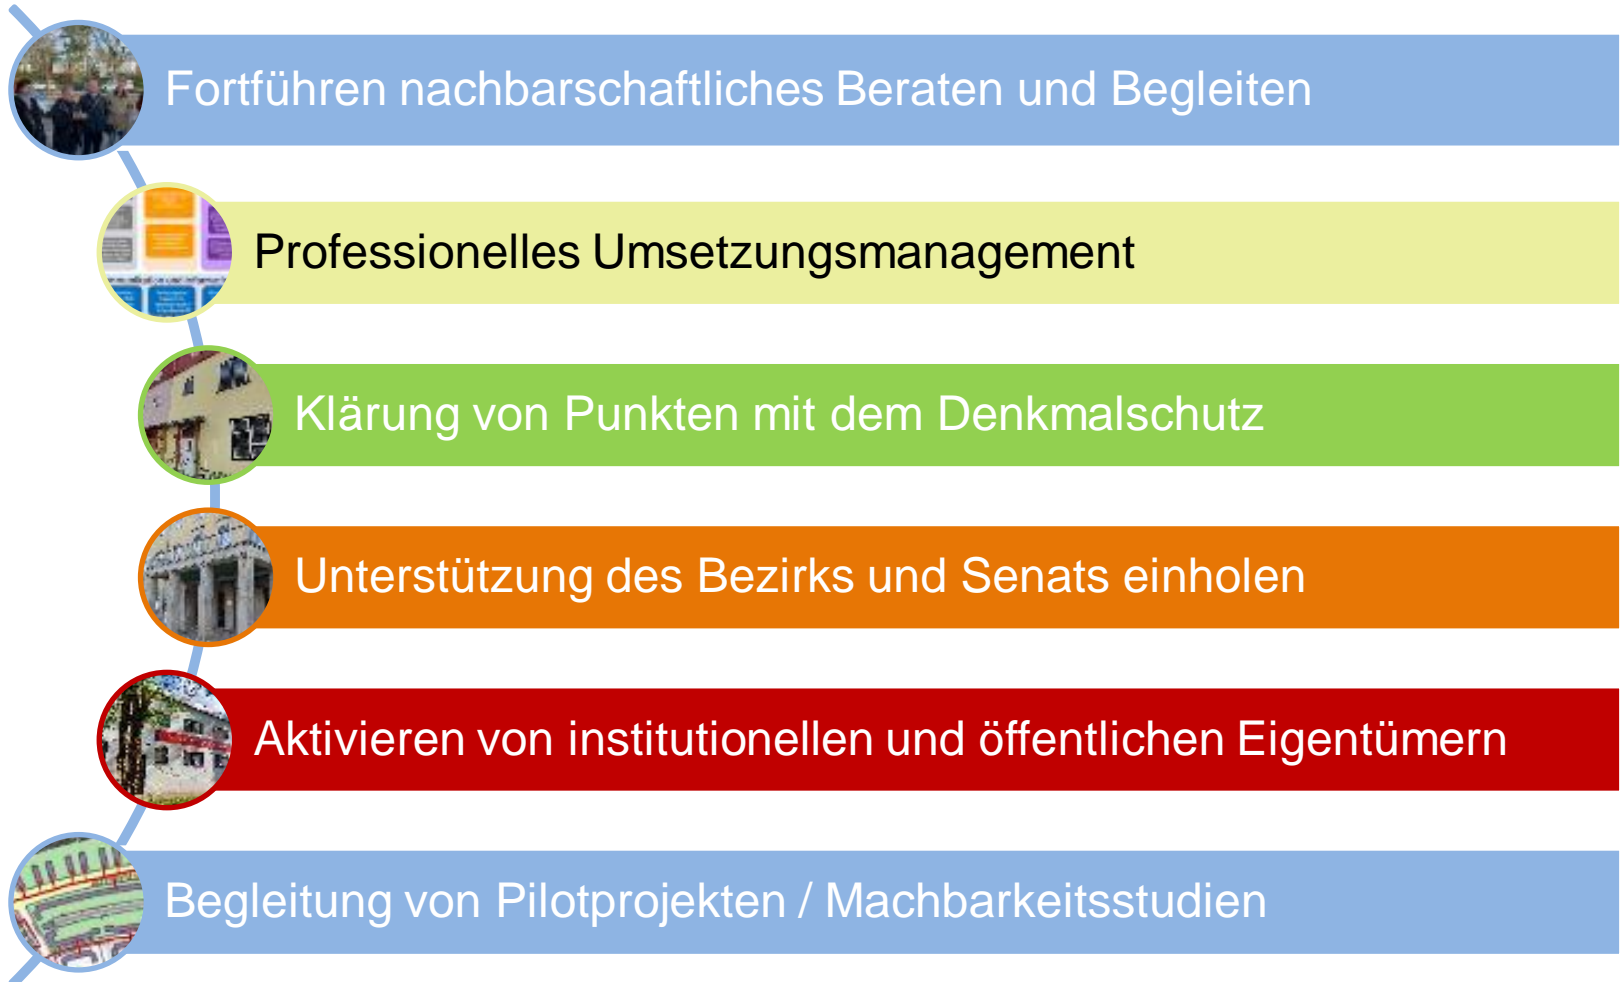 Fortführen nachbarschaftliches Beraten und Begleiten
Professionelles Umsetzungsmanagement
Klärung von Punkten mit dem Denkmalschutz
Unterstützung des Bezirks und Senats einholen
Aktivieren von institutionellen und öffentlichen Eigentümern
Begleitung von Pilotprojekten / Machbarkeitsstudien